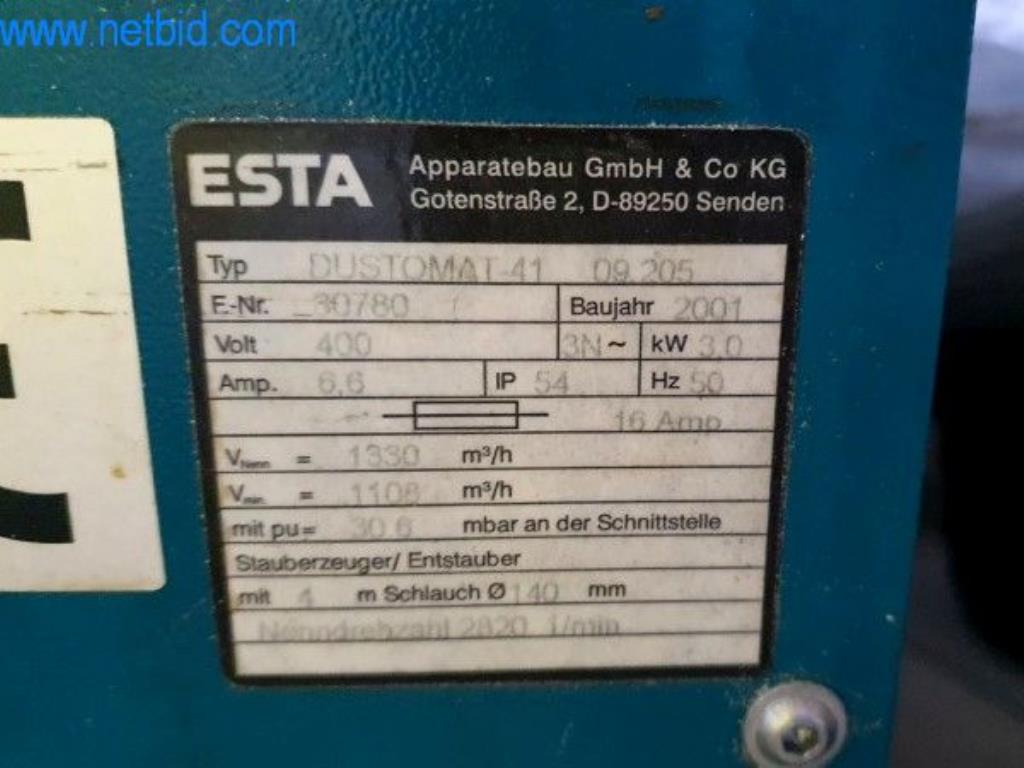 www.netbid.com
ESTA Apparatebau GmbH & Co KG
Gotenstraße 2, D-89250 Senden
Typ DUSTOMAT-41 09.205
F.-Nr. 30780 Baujahr 2001
Volt 400 3N~ kW 3,0
Amp. 6,6 IP 54 Hz 50
16 Amp
VNenn = 1330 m³/h
Vmin. = 1108 m³/h
mit pu= 30.6 mbar an der Schnittstelle
Stauberzeuger/ Entstauber
mit 4 m Schlauch Ø 140 mm
Nenndrehzahl 2820 1/min